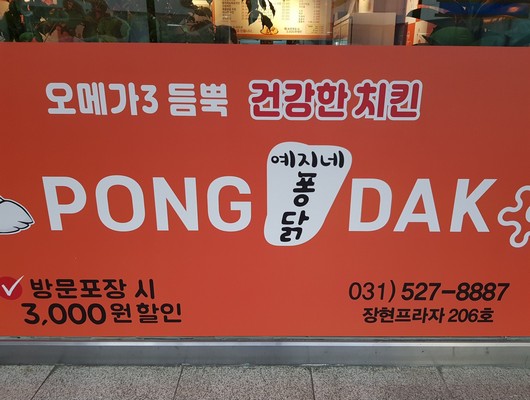 오메가3 듬뿍 건강한 치킨
PONG 예지네 퐁닭 DAK
방문포장 시
3,000원 할인
031) 527-8887
장현프라자 206호